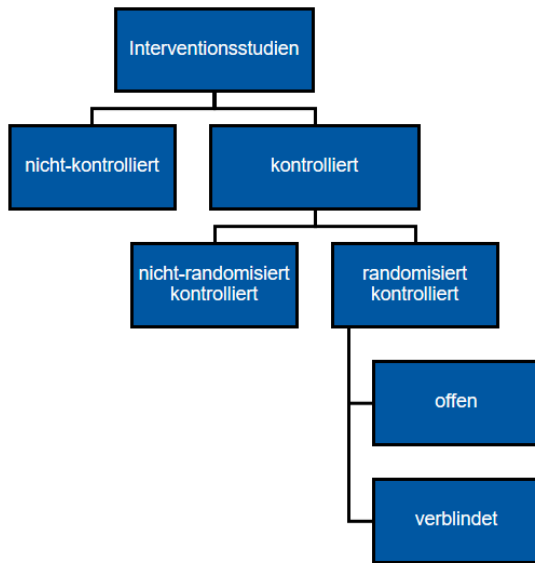 Interventionsstudien
nicht-kontrolliert
kontrolliert
nicht-randomisiert
kontrolliert
randomisiert
kontrolliert
offen
verblindet